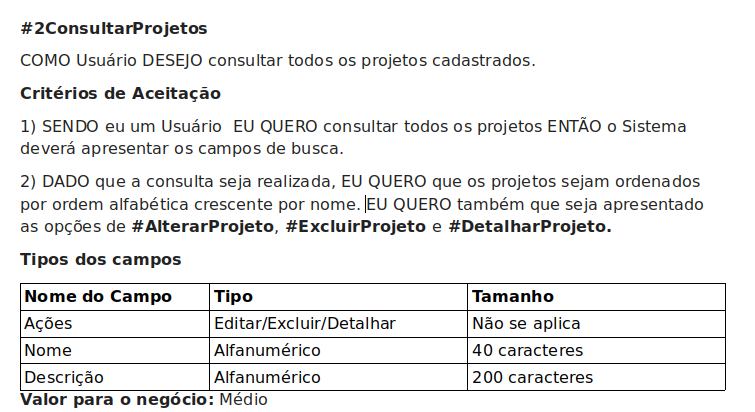 #2ConsultarProjetos
COMO Usuário DESEJO consultar todos os projetos cadastrados.
Critérios de Aceitação
1) SENDO eu um Usuário  EU QUERO consultar todos os projetos ENTÃO o Sistema
deverá apresentar os campos de busca.
2) DADO que a consulta seja realizada, EU QUERO que os projetos sejam ordenados
por ordem alfabética crescente por nome. EU QUERO também que seja apresentado
as opções de #AlterarProjeto, #ExcluirProjeto e #DetalharProjeto.
Tipos dos campos
Nome do Campo Tipo Tamanho
Ações Editar/Excluir/Detalhar Não se aplica
Nome Alfanumérico 40 caracteres
Descrição Alfanumérico 200 caracteres
Valor para o negócio: Médio